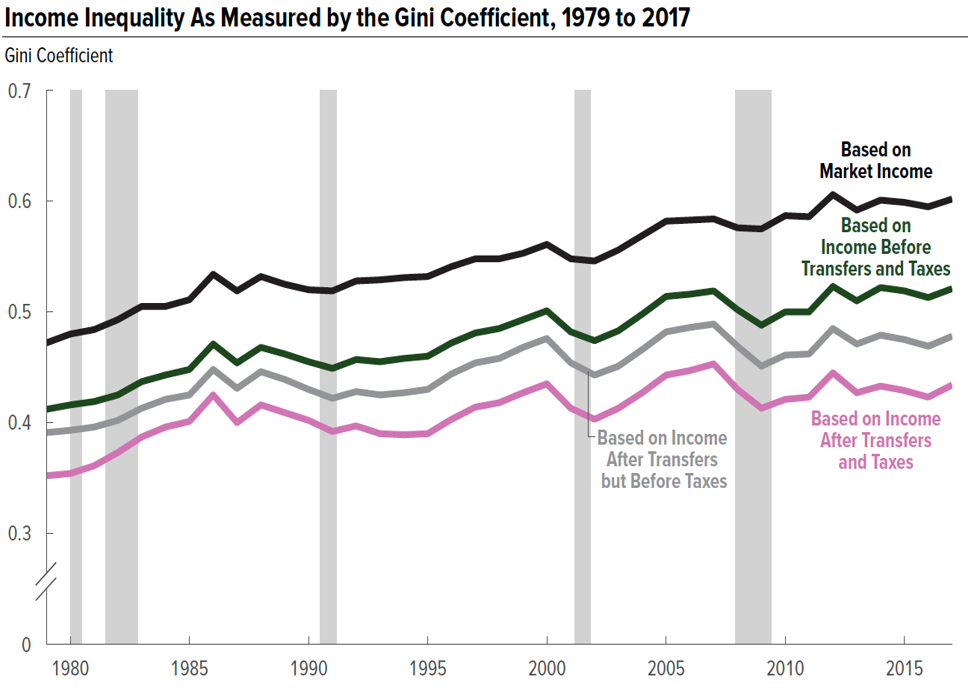 Income Inequality As Measured by the Gini Coefficient, 1979 to 2017
Gini Coefficient
0.7
0.6
0.5
0.4
0.3
0
Based on
Market Income
Based on
Income Before
Transfers and Taxes
Based on Income
After Transfers
and Taxes
Based on Income
After Transfers
but Before Taxes
1980
1985
1990
1995
2000
2005
2010
2015